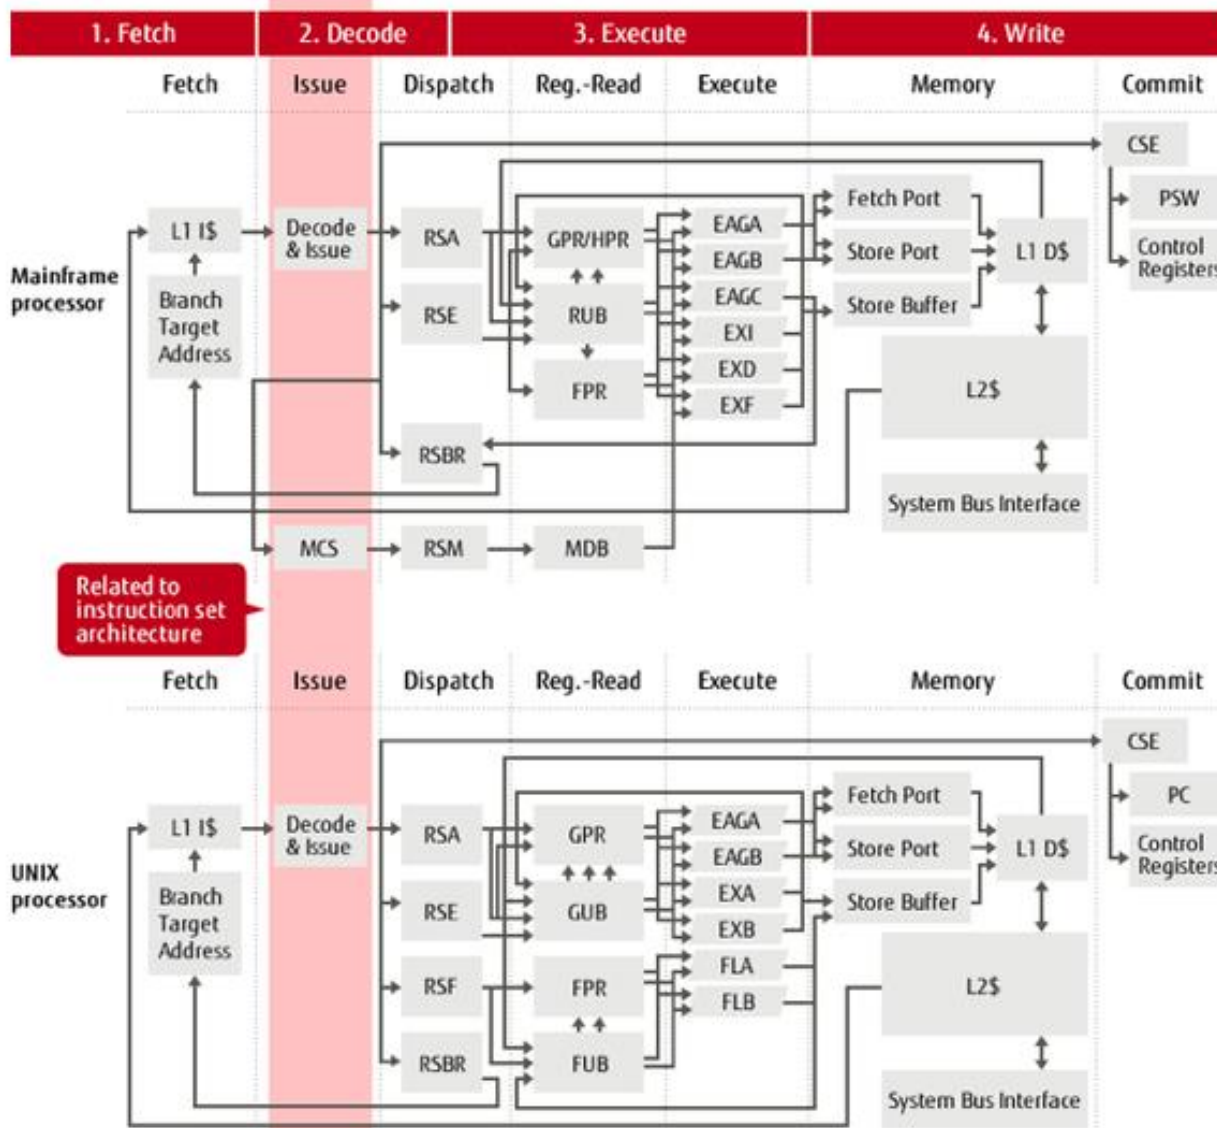 1. Fetch
2. Decode
3. Execute
4. Write
Fetch
Issue
Dispatch
Reg.-Read
Execute
Memory
Commit
Mainframe
processor
L1 I$
Branch
Target
Address
Decode
& Issue
MCS
RSA
RSE
RSBR
RSM
GPR/HPR
RUB
FPR
MDB
EAGA
EAGB
EAGC
EXI
EXD
EXF
Fetch Port
Store Port
Store Buffer
L1 D$
L2$
System Bus Interface
CSE
PSW
Control
Registers
Related to
instruction set
architecture
Fetch
Issue
Dispatch
Reg.-Read
Execute
Memory
Commit
UNIX
processor
L1 I$
Branch
Target
Address
Decode
& Issue
RSA
RSE
RSF
RSBR
GPR
GUB
FPR
FUB
EAGA
EAGB
EXA
EXB
FLA
FLB
Fetch Port
Store Port
Store Buffer
L1 D$
L2$
System Bus Interface
CSE
PC
Control
Registers